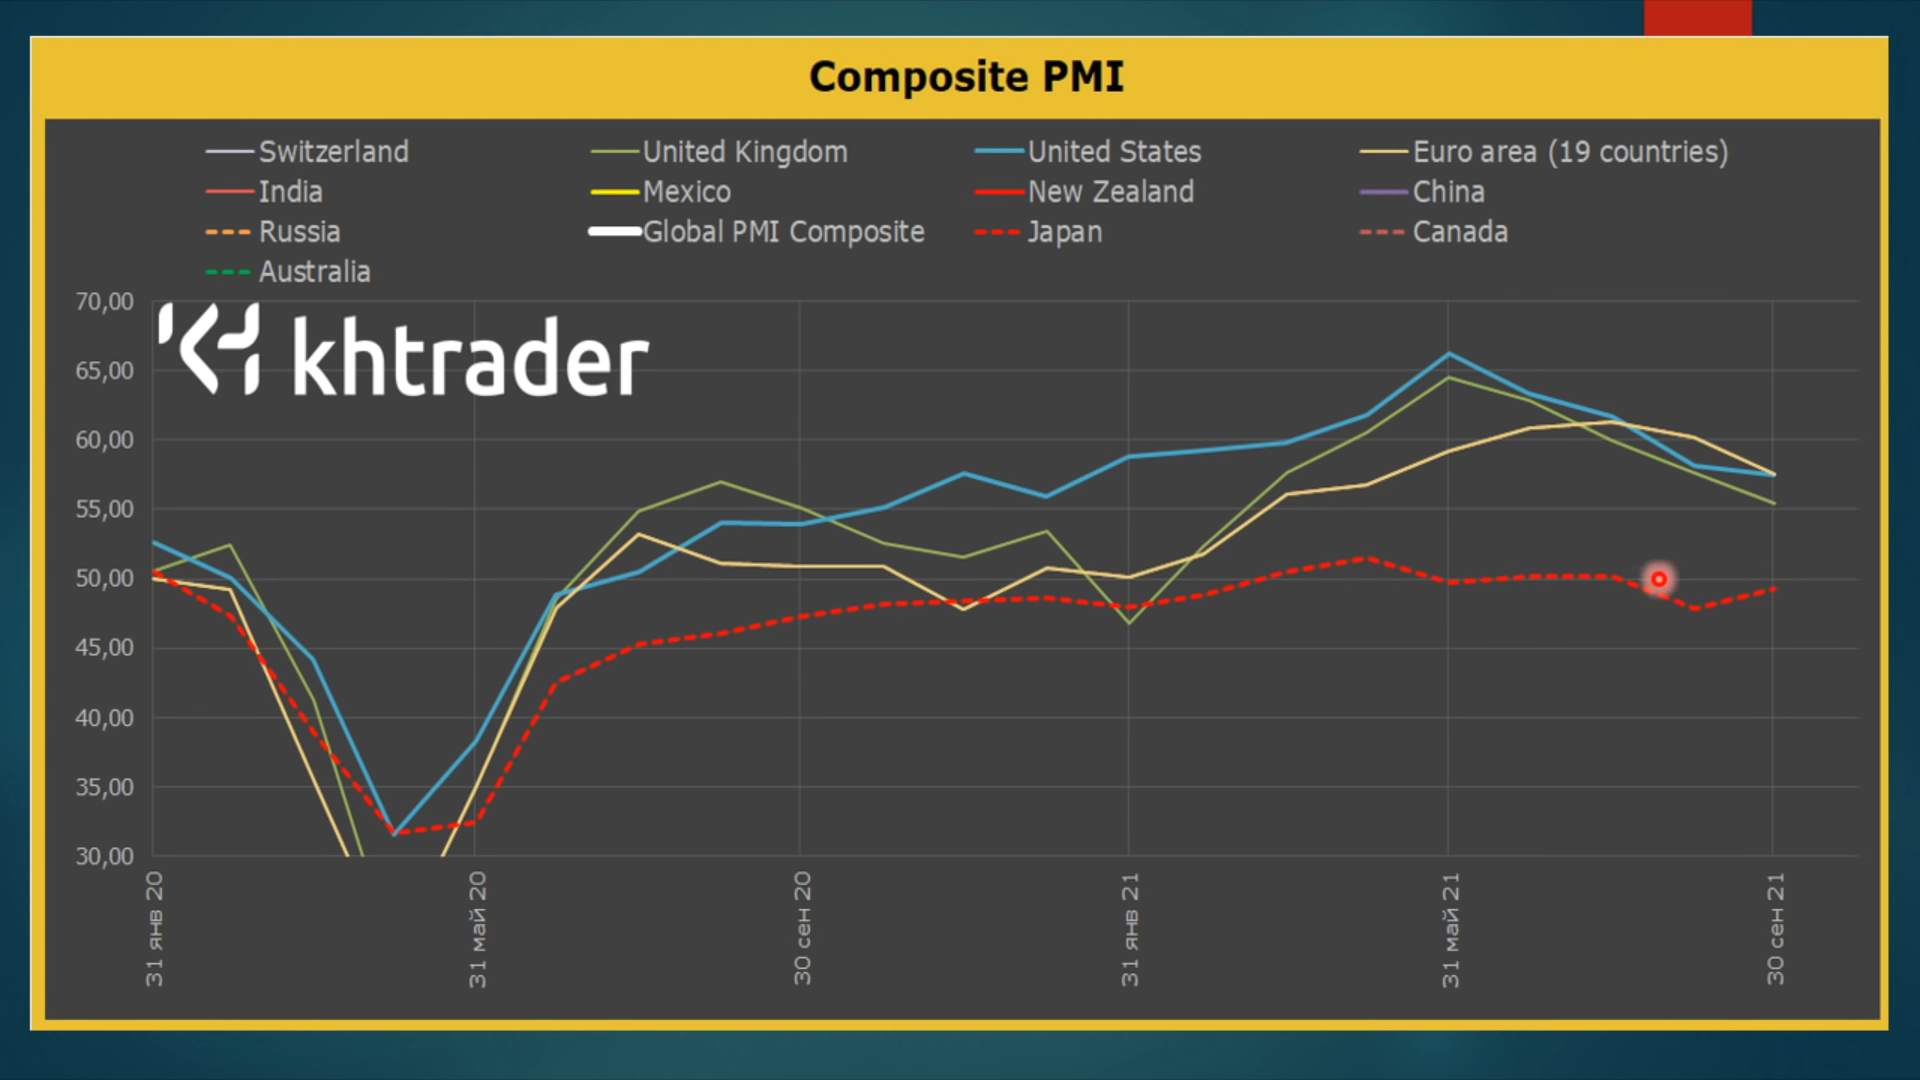 Composite PMI
Switzerland United Kingdom United States Euro area (19 countries)
India Mexico New Zealand China
Russia Global PMI Composite Japan Canada
Australia
khtrader
70,00
65,00
60,00
55,00
50,00
45,00
40,00
35,00
30,00
31 янв 20
31 май 20
30 сен 20
31 янв 21
31 май 21
30 сен 21